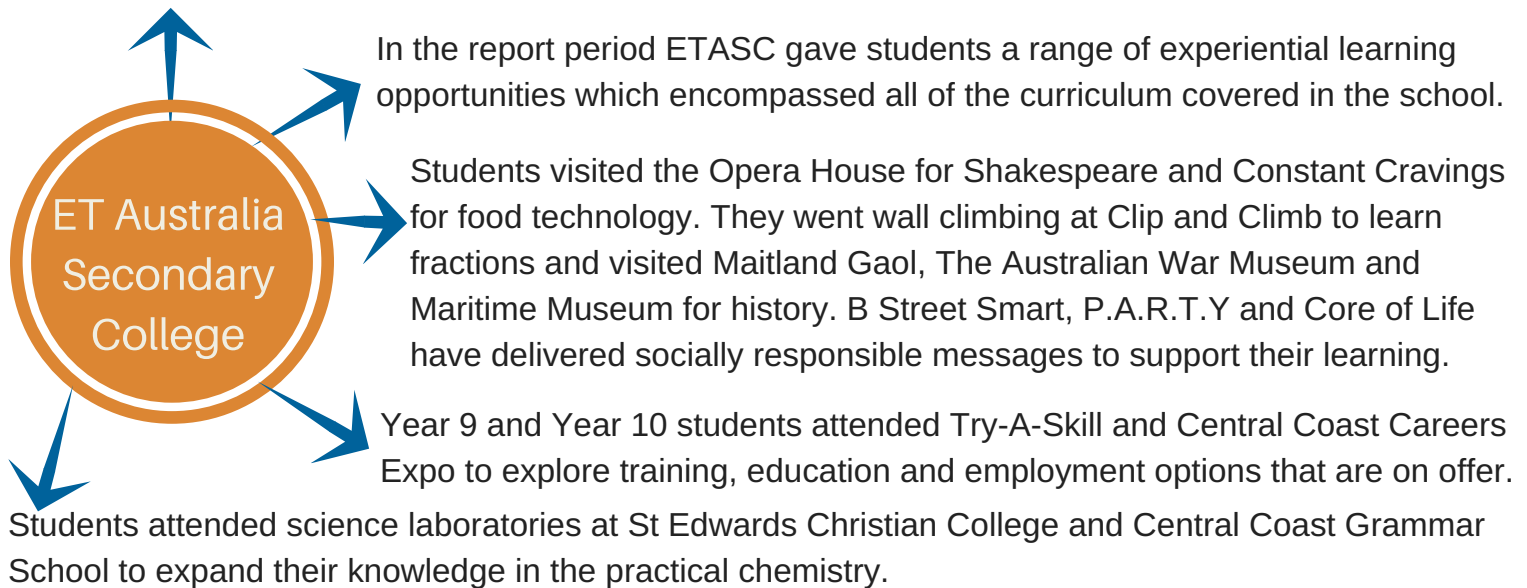 ET Australia
Secondary
College
In the report period ETASC gave students a range of experiential learning
opportunities which encompassed all of the curriculum covered in the school.
Students visited the Opera House for Shakespeare and Constant Cravings
for food technology. They went wall climbing at Clip and Climb to learn
fractions and visited Maitland Gaol, The Australian War Museum and
Maritime Museum for history. B Street Smart, P.A.R.T.Y and Core of Life
have delivered socially responsible messages to support their learning.
Year 9 and Year 10 students attended Try-A-Skill and Central Coast Careers
Expo to explore training, education and employment options that are on offer.
Students attended science laboratories at St Edwards Christian College and Central Coast Grammar
School to expand their knowledge in the practical chemistry.